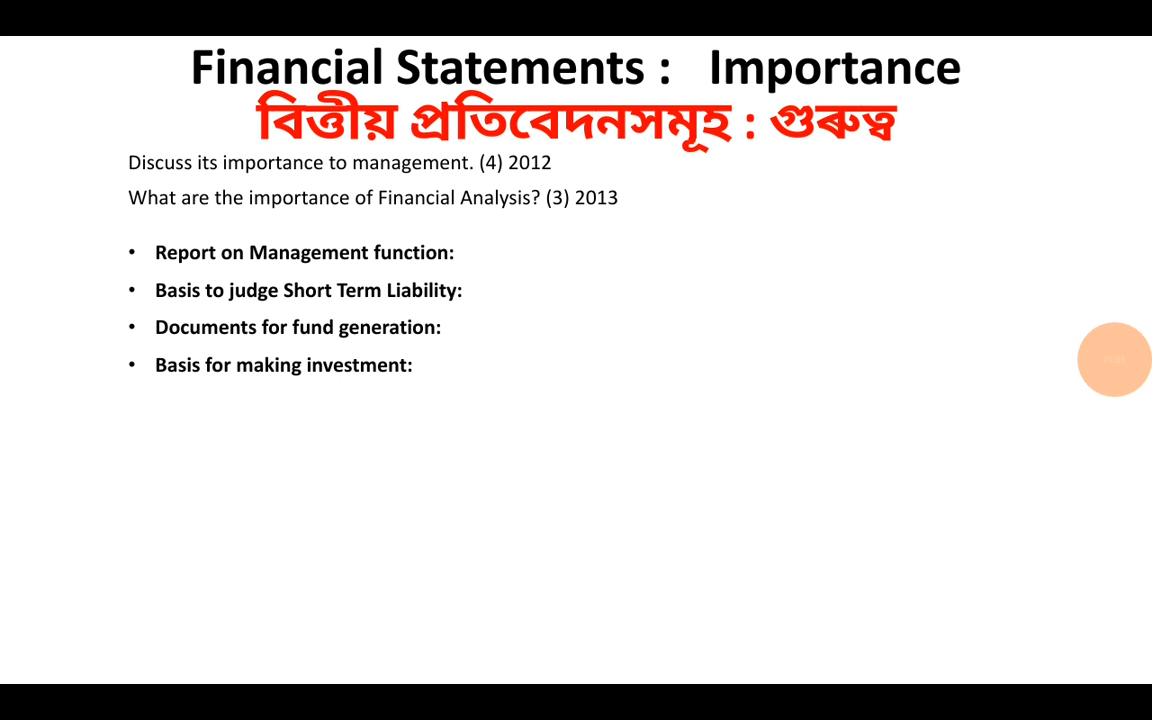 Financial Statements : Importance
বিত্তীয় প্ৰতিবেদনসমূহ : গুৰুত্ব
Discuss its importance to management. (4) 2012
What are the importance of Financial Analysis? (3) 2013
• Report on Management function:
• Basis to judge Short Term Liability:
• Documents for fund generation:
• Basis for making investment: